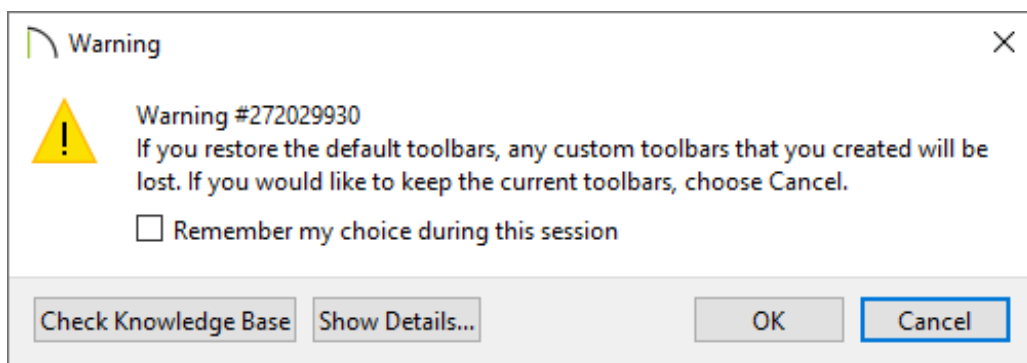 Warning
Warning #272029930
If you restore the default toolbars, any custom toolbars that you created will be
lost. If you would like to keep the current toolbars, choose Cancel.
Remember my choice during this session
Check Knowledge Base
Show Details...
OK
Cancel